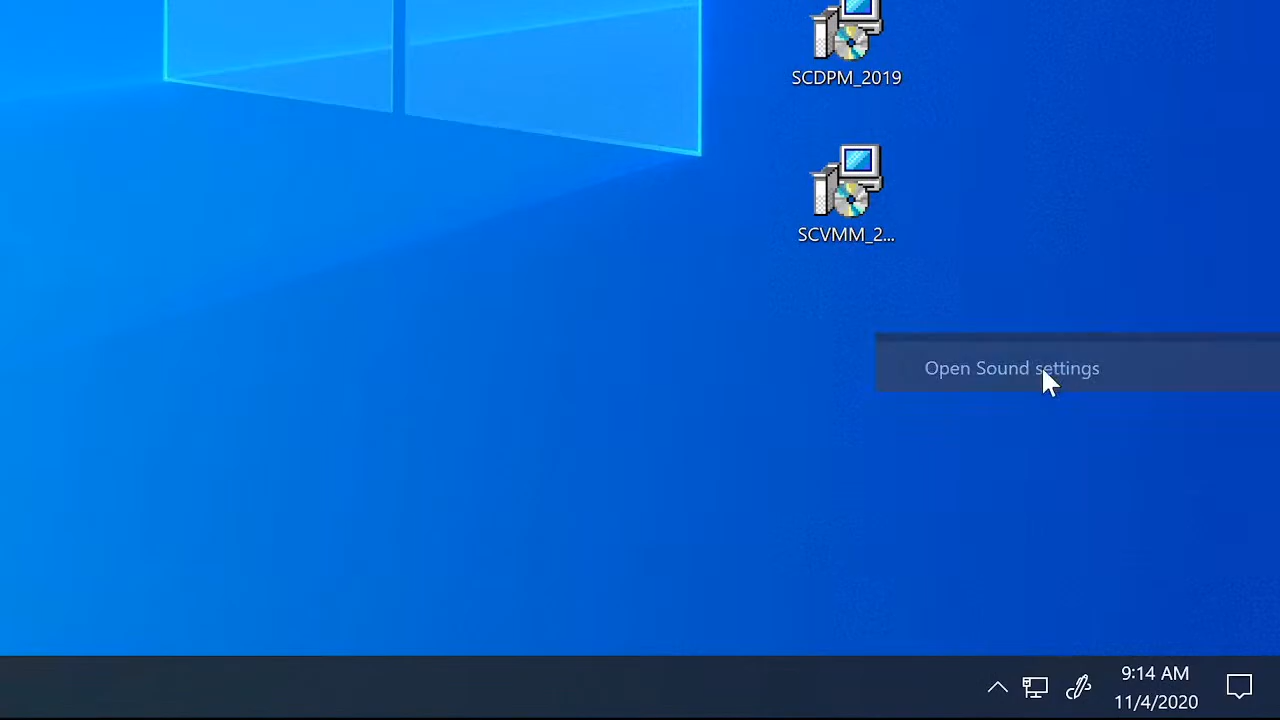 SCDPM_2019
SCVMM_2...
Open Sound settings
9:14 AM
11/4/2020